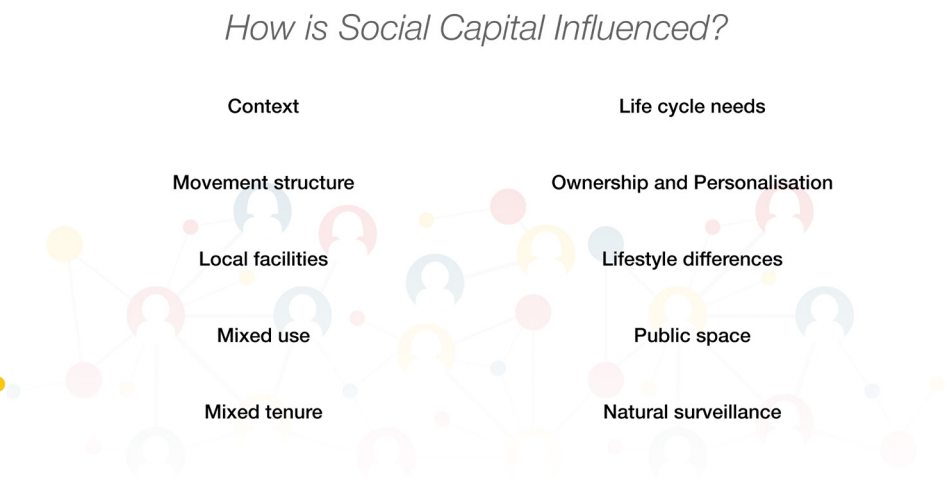 How is Social Capital Influenced?
Context
Life cycle needs
Movement structure
Ownership and Personalisation
Local facilities
Lifestyle differences
Mixed use
Public space
Mixed tenure
Natural surveillance